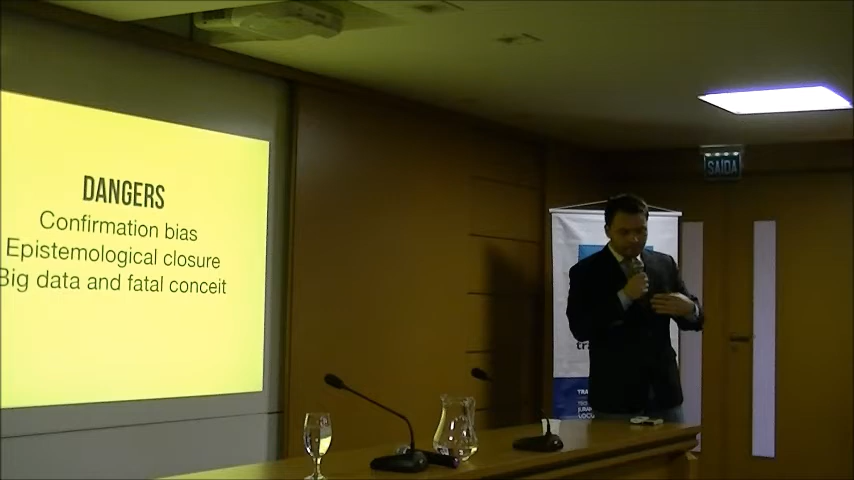 DANGERS
Confirmation bias
Epistemological closure
Big data and fatal conceit
SAÍDA